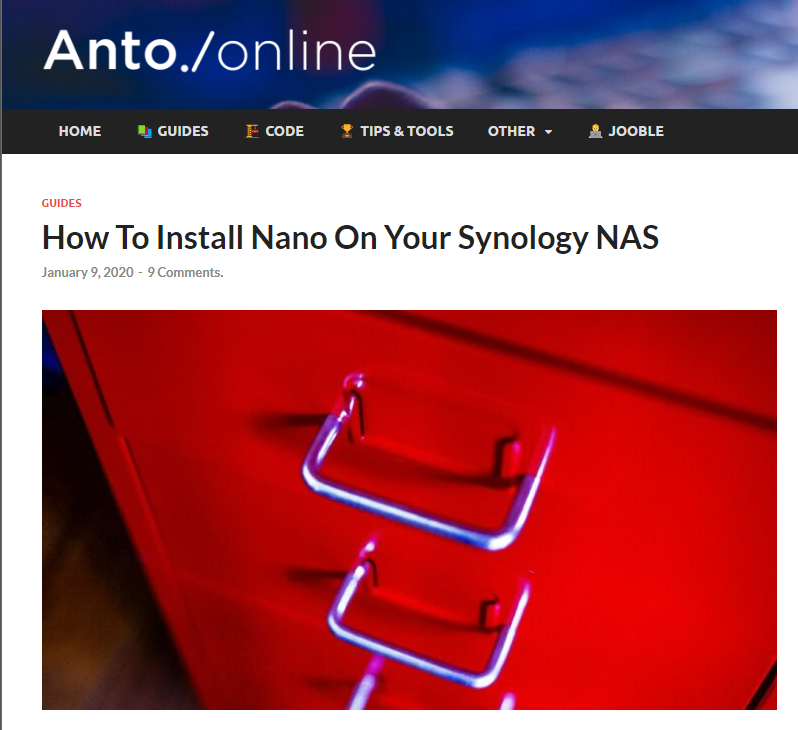 Anto./online
HOME GUIDES CODE TIPS & TOOLS OTHER JOOBLE
GUIDES
How To Install Nano On Your Synology NAS
January 9, 2020 - 9 Comments.